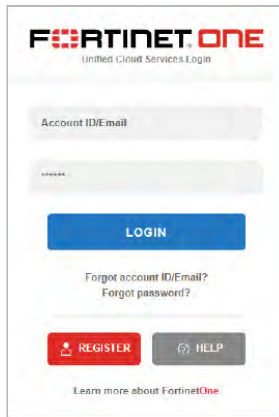 FORTINET ONE
Unified Cloud Services Login
Account ID/Email
******
LOGIN
Forgot account ID/Email?
Forgot password?
REGISTER
HELP
Learn more about FortinetOne